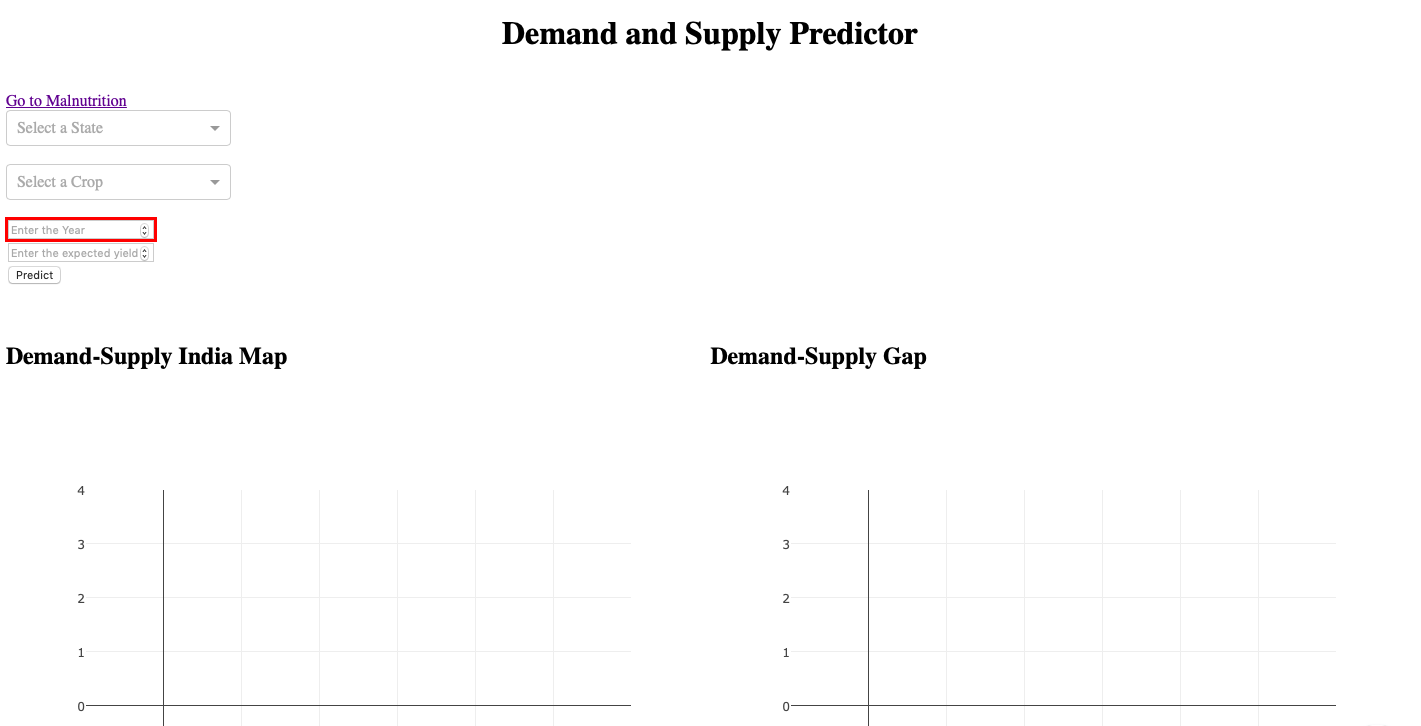 Demand and Supply Predictor
Go to Malnutrition
Select a State
Select a Crop
Enter the Year
Enter the expected yield
Predict
Demand-Supply India Map
Demand-Supply Gap
4
3
2
1
0
4
3
2
1
0